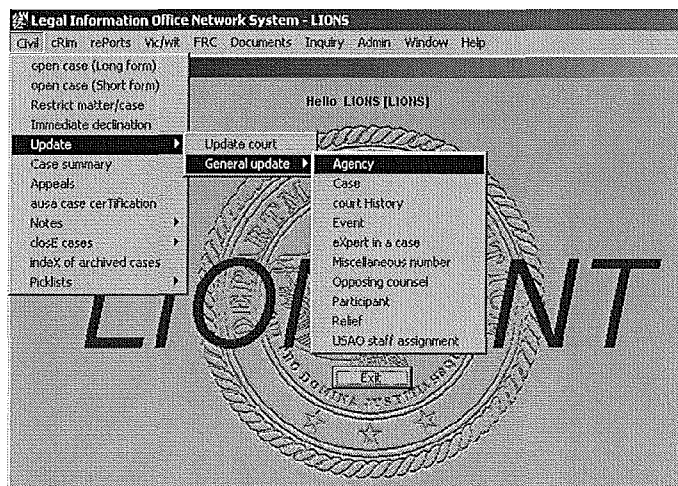 Legal Information Office Network System - LIONS
Civil cRim rePorts Vic/wit FRC Documents Inquiry Admin Window Help
open case (Long form)
open case (Short form)
Restrict matter/case
Immediate declination
Update
Case summary
Appeals
ausa case cerTification
Notes
closE cases
indeX of archived cases
Picklists
Update court
General update
Agency
Case
court History
Event
eXpert in a case
Miscellaneous number
Opposing counsel
Participant
Relief
USAO staff assignment
Hello LIONS [LIONS]
Exit